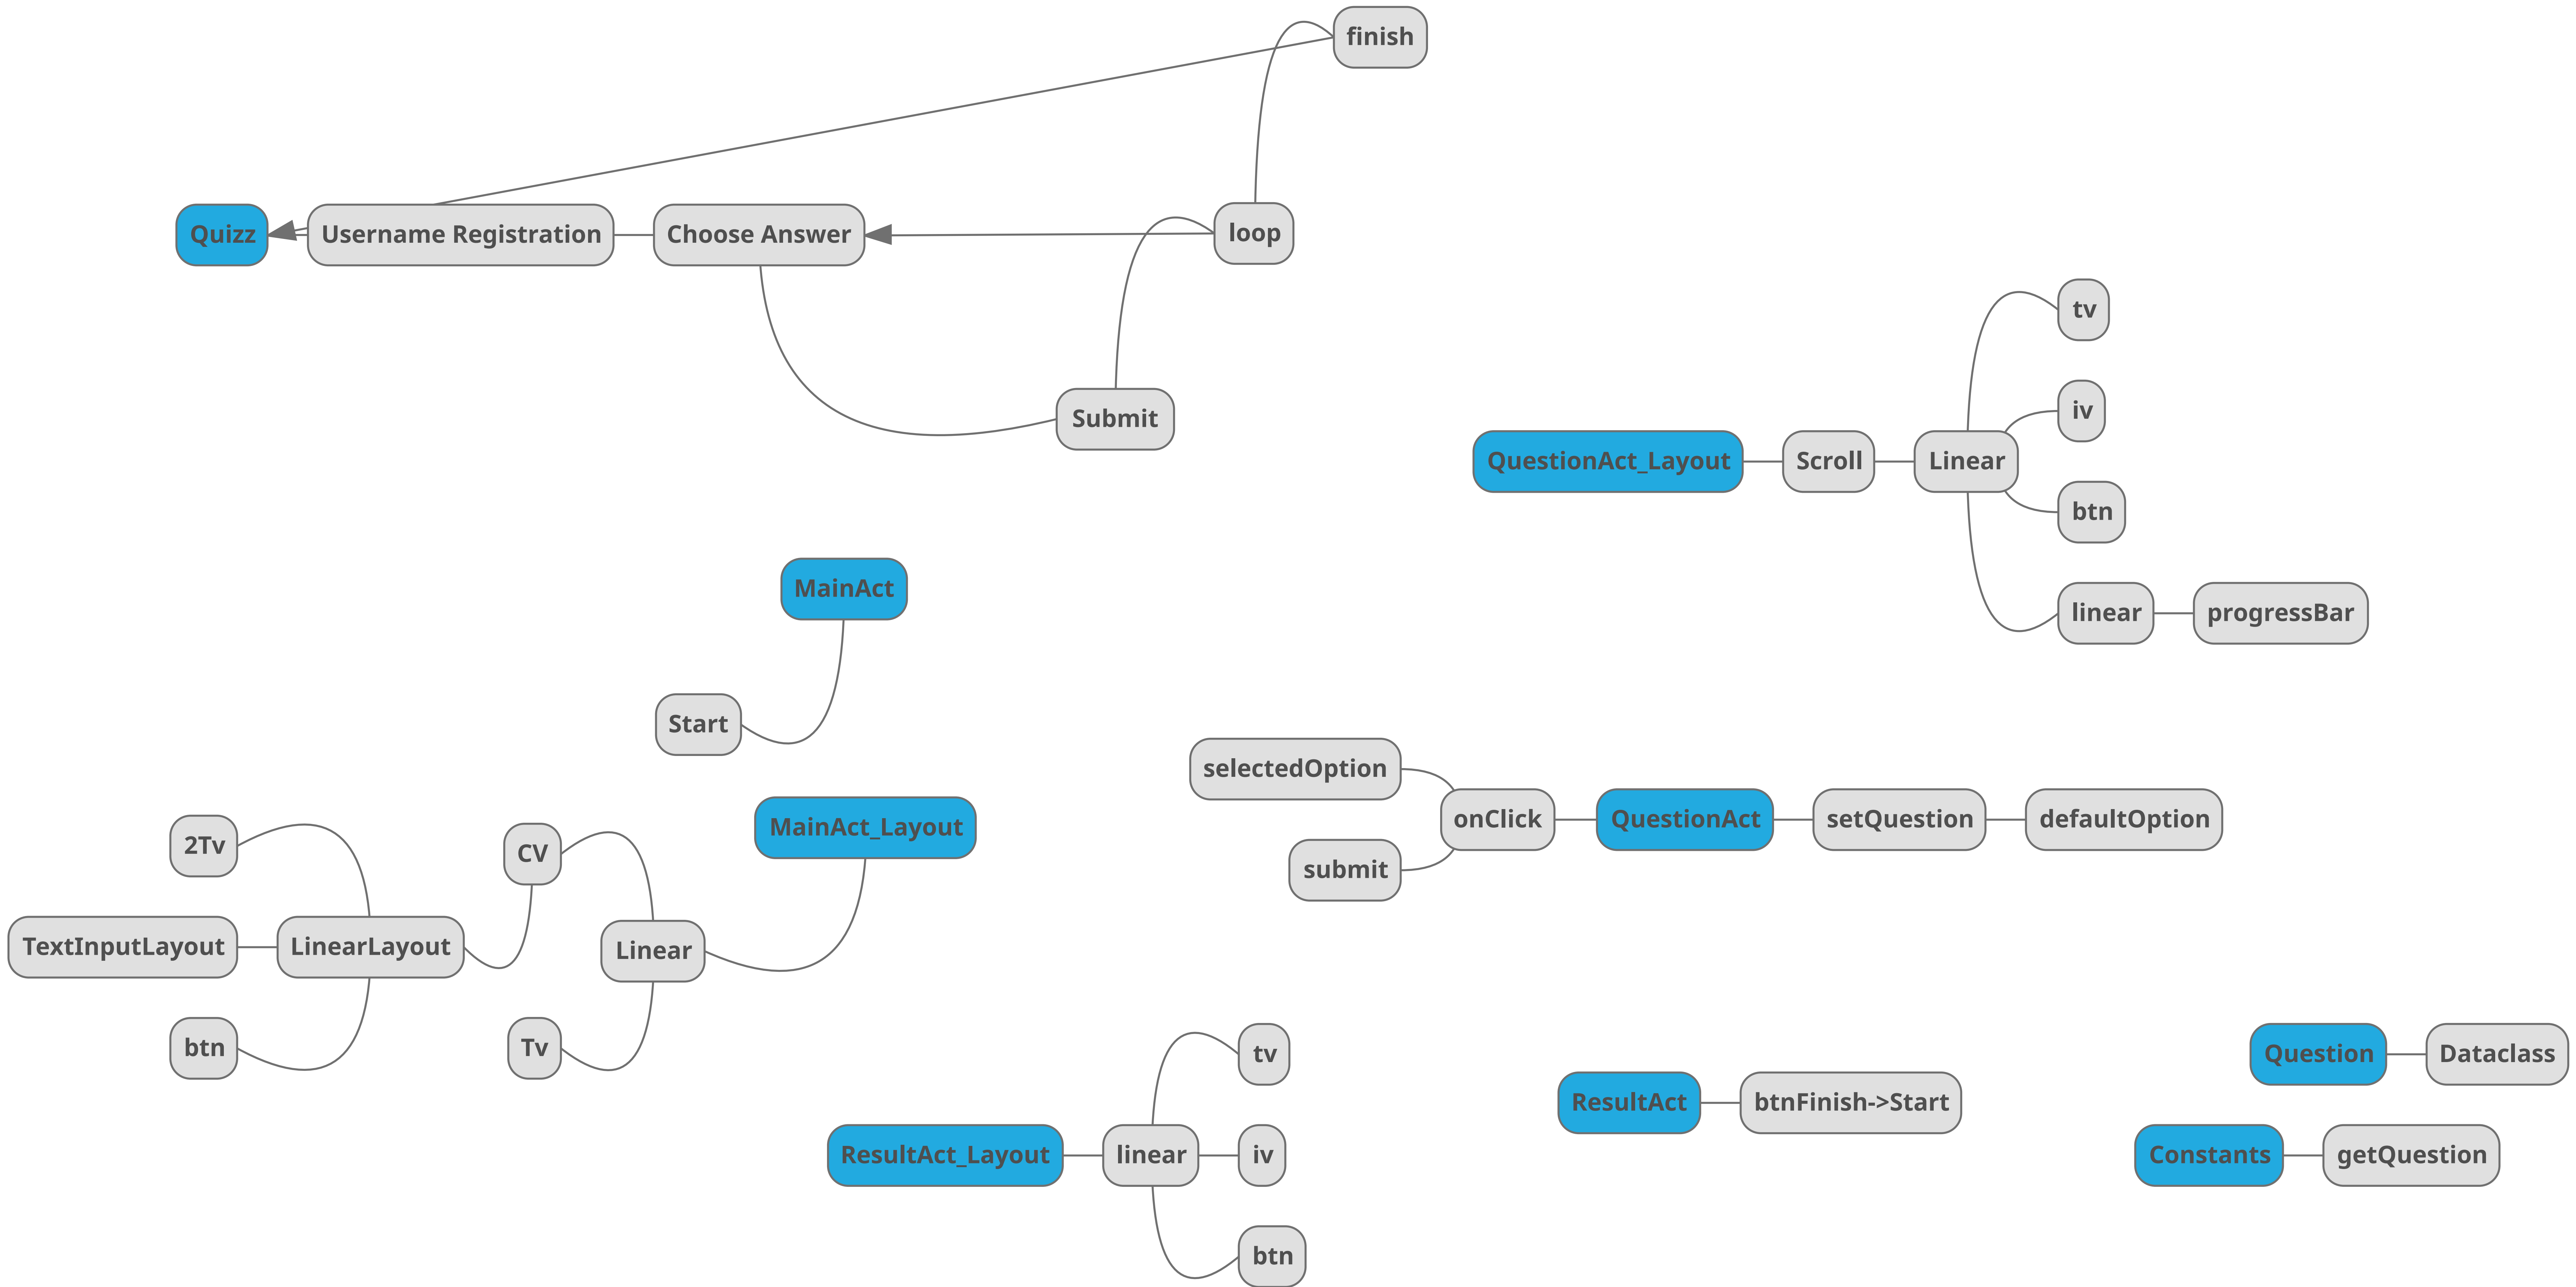 finish
Quizz
Username Registration
Choose Answer
loop
Submit
tv
iv
QuestionAct_Layout
Scroll
Linear
btn
linear
progressBar
MainAct
Start
selectedOption
onClick
QuestionAct
setQuestion
defaultOption
submit
MainAct_Layout
2Tv
CV
TextInputLayout
LinearLayout
Linear
btn
Tv
tv
ResultAct_Layout
linear
iv
btn
ResultAct
btnFinish->Start
Question
Dataclass
Constants
getQuestion